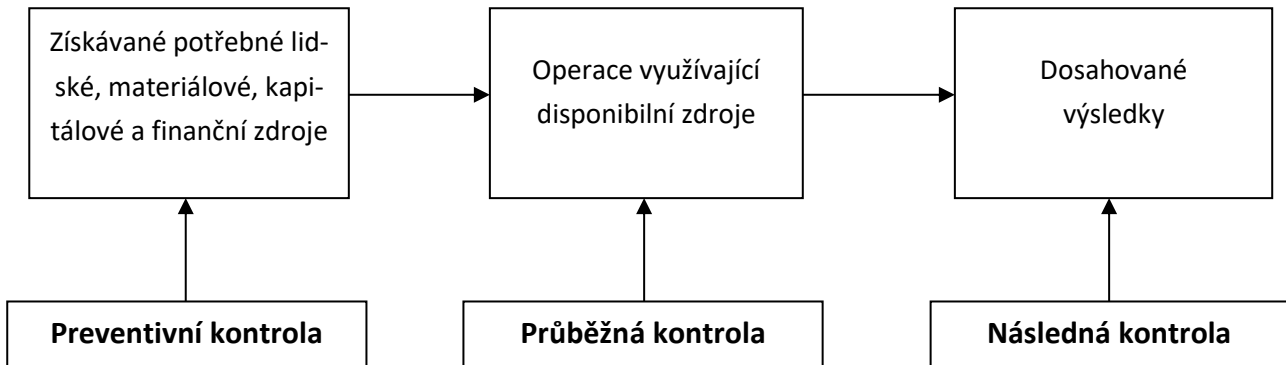 Získávané potřebné lid-
ské, materiálové, kapi-
tálové a finanční zdroje
Operace využívající
disponibilní zdroje
Dosahované
výsledky
Preventivní kontrola
Průběžná kontrola
Následná kontrola